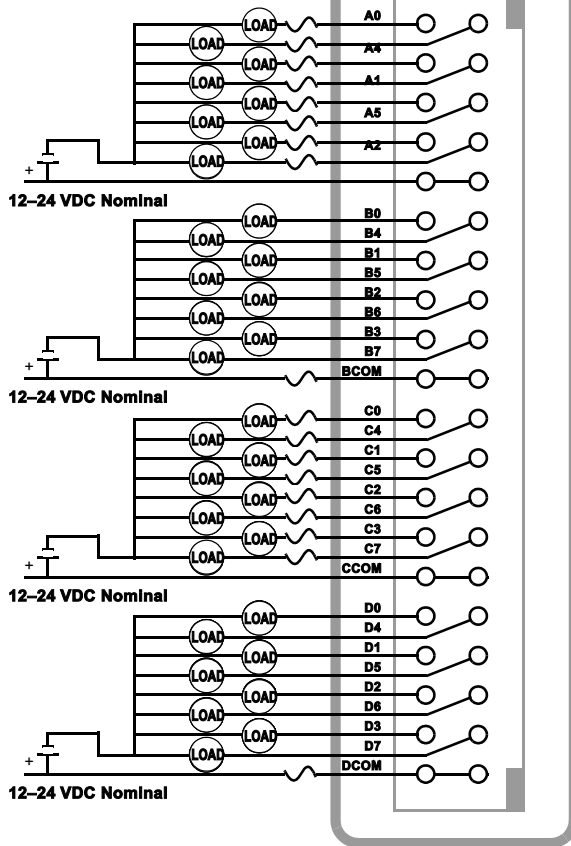 LOAD A0
LOAD A4
LOAD
LOAD A1
LOAD
LOAD A5
LOAD A2
LOAD
+
12–24 VDC Nominal
LOAD B0
LOAD B4
LOAD B1
LOAD B5
LOAD B2
LOAD B6
LOAD B3
LOAD B7
+ BCOM
12–24 VDC Nominal
LOAD C0
LOAD C4
LOAD C1
LOAD C5
LOAD C2
LOAD C6
LOAD C3
LOAD C7
+ CCOM
12–24 VDC Nominal
LOAD D0
LOAD D4
LOAD D1
LOAD D5
LOAD D2
LOAD D6
LOAD D3
LOAD D7
+ DCOM
12–24 VDC Nominal